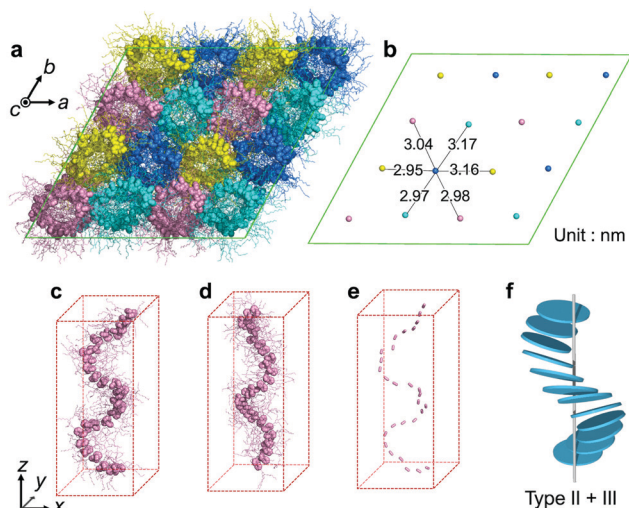 a
b
c
a
b
3.04
3.17
2.95
3.16
2.97
2.98
Unit : nm
c
d
e
f
z
y
x
Type II + III